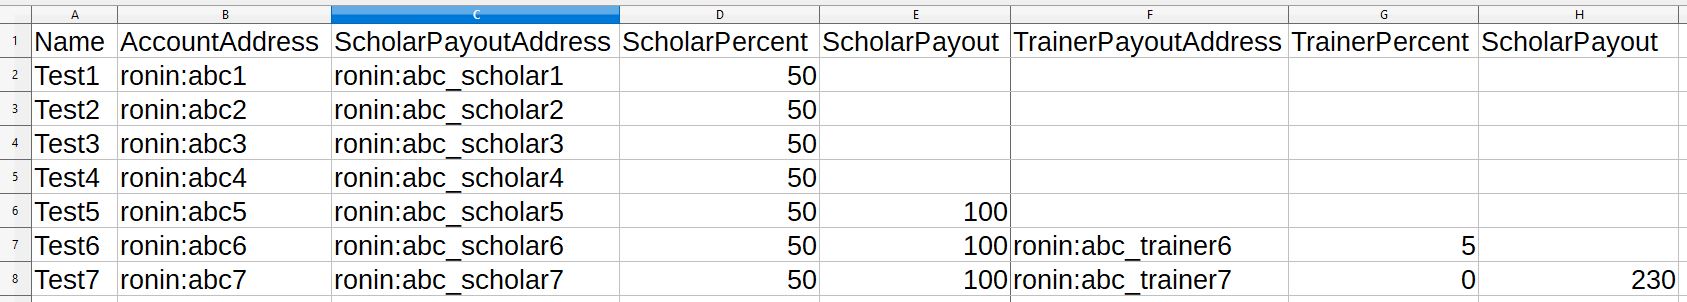 A B C D E F G H
1 Name AccountAddress ScholarPayoutAddress ScholarPercent ScholarPayout TrainerPayoutAddress TrainerPercent ScholarPayout
2 Test1 ronin:abc1 ronin:abc_scholar1 50
3 Test2 ronin:abc2 ronin:abc_scholar2 50
4 Test3 ronin:abc3 ronin:abc_scholar3 50
5 Test4 ronin:abc4 ronin:abc_scholar4 50
6 Test5 ronin:abc5 ronin:abc_scholar5 50 100
7 Test6 ronin:abc6 ronin:abc_scholar6 50 100 ronin:abc_trainer6 5
8 Test7 ronin:abc7 ronin:abc_scholar7 50 100 ronin:abc_trainer7 0 230